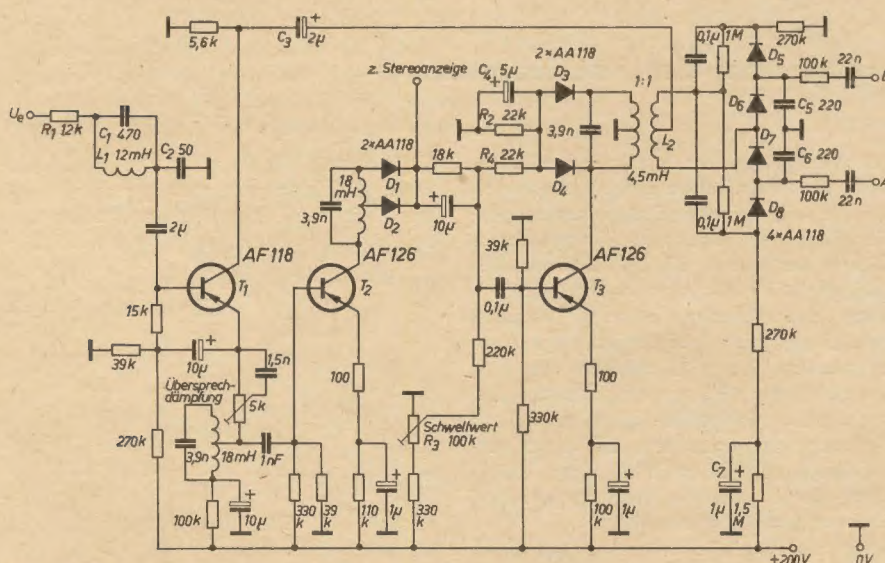 5,6k
C3
2µ
+
z. Stereoanzeige
Ue
R1 12k
C1 470
L1 12mH
C2 50
2µ
AF118
T1
15k
39k
10µ
+
1,5n
Übersprech-
dämpfung
5k
270k
3,9n
18mH
1nF
100k
+
10µ
2×AA118
D1
D2
18
mH
3,9n
18k
+
10µ
AF126
T2
100
330
k
39
k
110
k
+
1µ
C4
5µ
+
R2
22k
R4 22k
2×AA118
D3
D4
3,9n
1:1
4,5mH
L2
39k
0,1µ
AF126
T3
220k
100
Schwellwert
R3 100k
330
k
330k
100
k
+
1µ
0,1µ
1M
0,1µ
1M
D5
D6
D7
D8
4×AA118
270k
100k
22n
C5 220
C6 220
100k
22n
A
270k
C7
+
1µ
1,5
M
+200V
0V